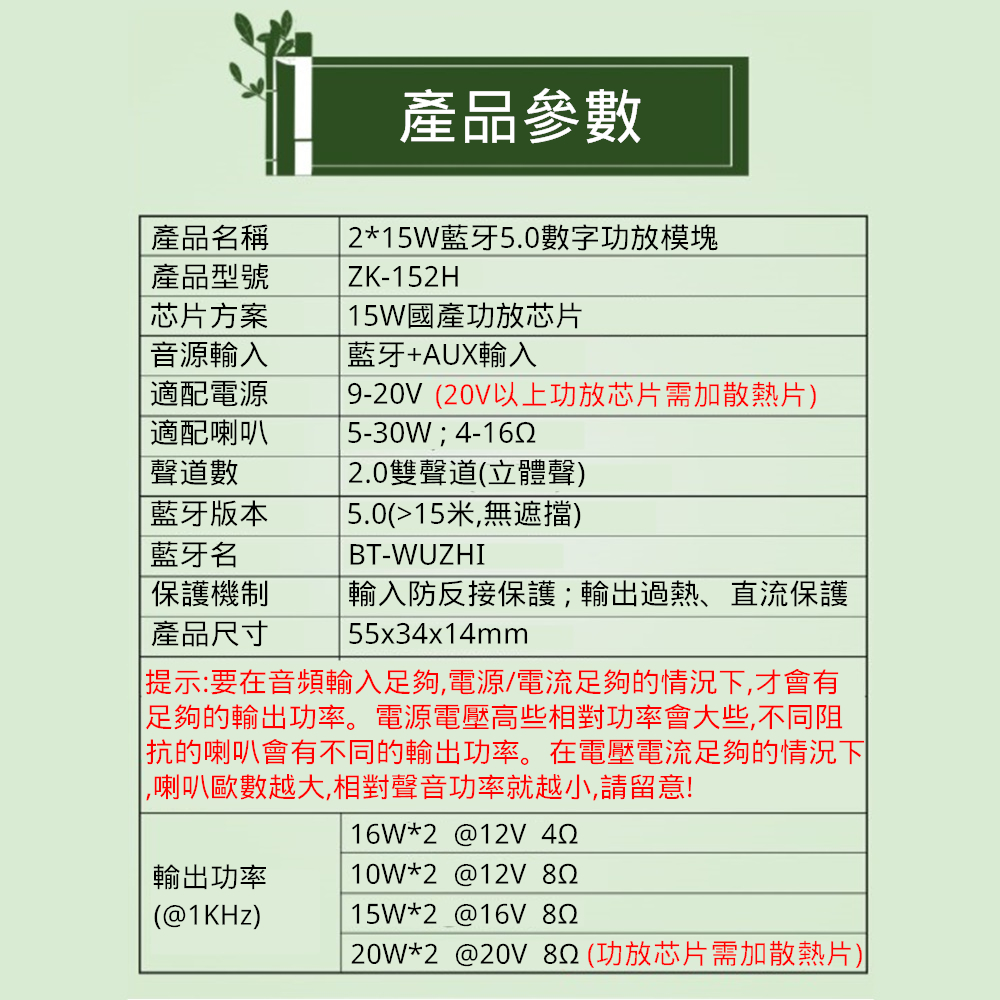 產品參數
產品名稱 2*15W藍牙5.0數字功放模塊
產品型號 ZK-152H
芯片方案 15W國產功放芯片
音源輸入 藍牙+AUX輸入
適配電源 9-20V (20V以上功放芯片需加散熱片)
適配喇叭 5-30W ; 4-16Ω
聲道數 2.0雙聲道(立體聲)
藍牙版本 5.0(>15米,無遮擋)
藍牙名 BT-WUZHI
保護機制 輸入防反接保護 ; 輸出過熱、直流保護
產品尺寸 55x34x14mm
提示:要在音頻輸入足夠,電源/電流足夠的情況下,才會有
足夠的輸出功率。電源電壓高些相對功率會大些,不同阻
抗的喇叭會有不同的輸出功率。在電壓電流足夠的情況下
,喇叭歐數越大,相對聲音功率就越小,請留意!
輸出功率
(@1KHz)
16W*2 @12V 4Ω
10W*2 @12V 8Ω
15W*2 @16V 8Ω
20W*2 @20V 8Ω (功放芯片需加散熱片)